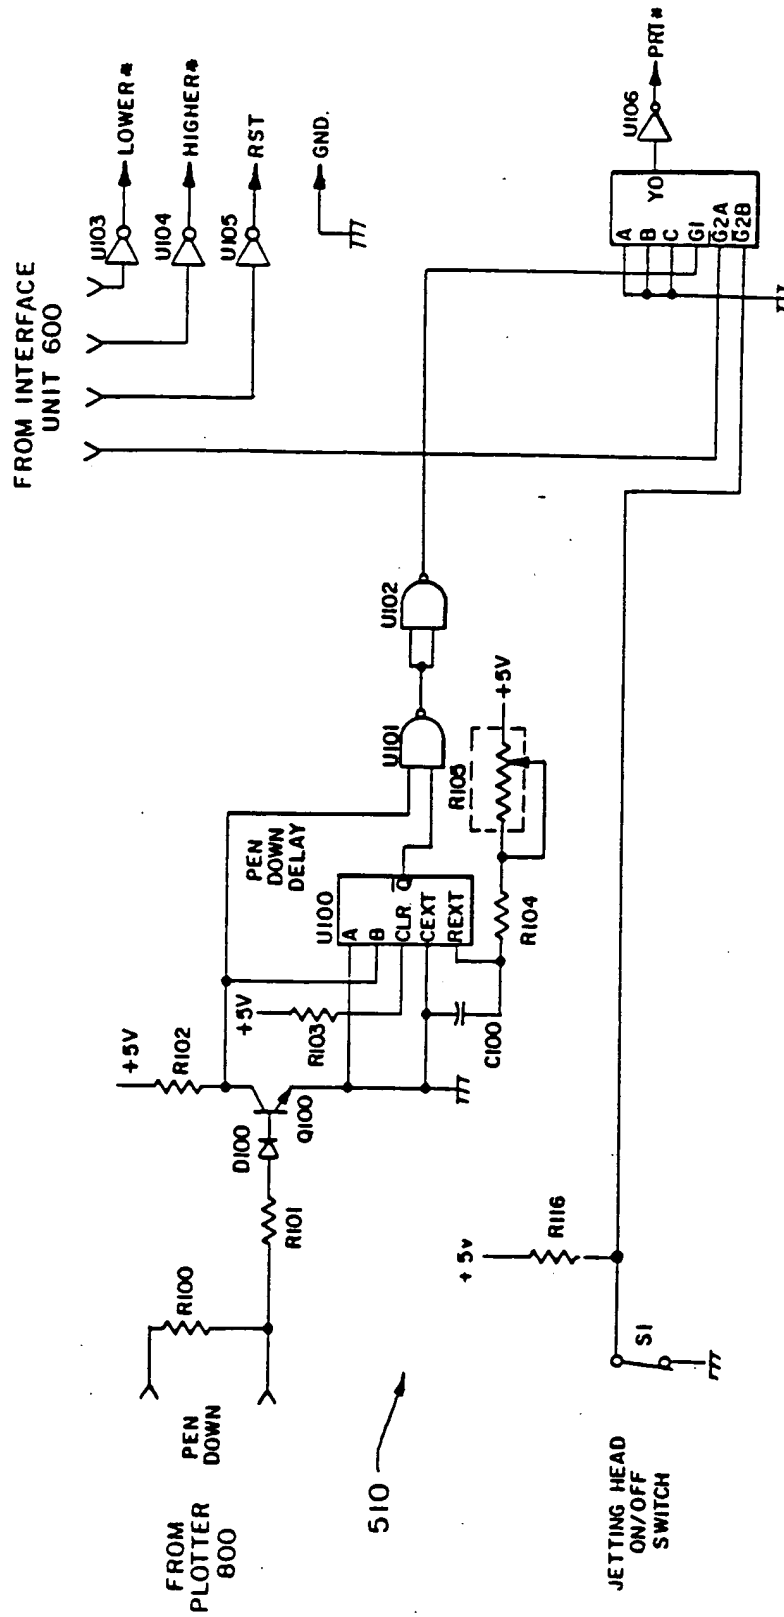 FROM
PLOTTER
800
PEN
DOWN
R100
R101
D100
Q100
+5V
R102
+5V
R103
PEN
DOWN
DELAY
U100
A
B
CLR
CEXT
REXT
Q
C100
R104
R105
+5V
U101
U102
FROM INTERFACE
UNIT 600
U103
LOWER*
U104
HIGHER*
U105
RST
GND.
A
B
C
G1
G2A
G2B
Y0
U106
PRT*
510
JETTING HEAD
ON/OFF
SWITCH
S1
+5v
R116